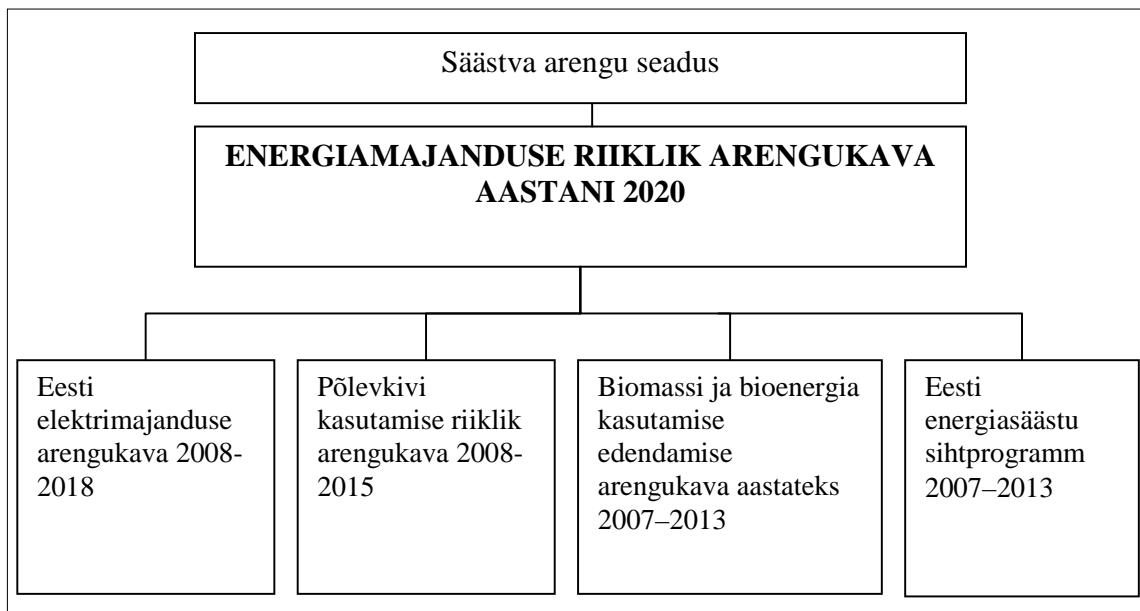 Säästva arengu seadus
ENERGIAMAJANDUSE RIIKLIK ARENGUKAVA
AASTANI 2020
Eesti
elektrimajanduse
arengukava 2008-
2018
Põlevkivi
kasutamise riiklik
arengukava 2008-
2015
Biomassi ja bioenergia
kasutamise
edendamise
arengukava aastateks
2007–2013
Eesti
energiasäästu
sihtprogramm
2007–2013